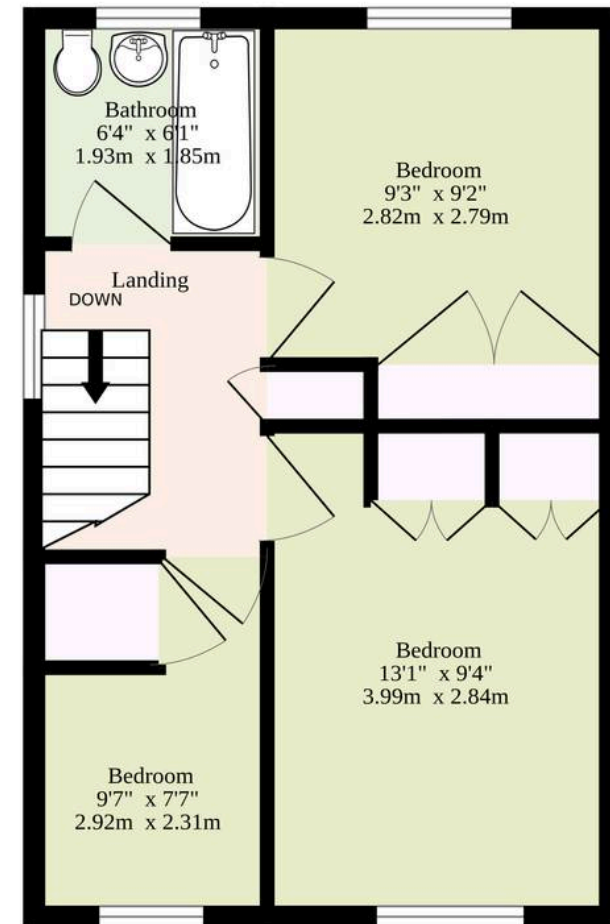 Bathroom
6'4" x 6'1"
1.93m x 1.85m
Bedroom
9'3" x 9'2"
2.82m x 2.79m
Landing
DOWN
Bedroom
13'1" x 9'4"
3.99m x 2.84m
Bedroom
9'7" x 7'7"
2.92m x 2.31m